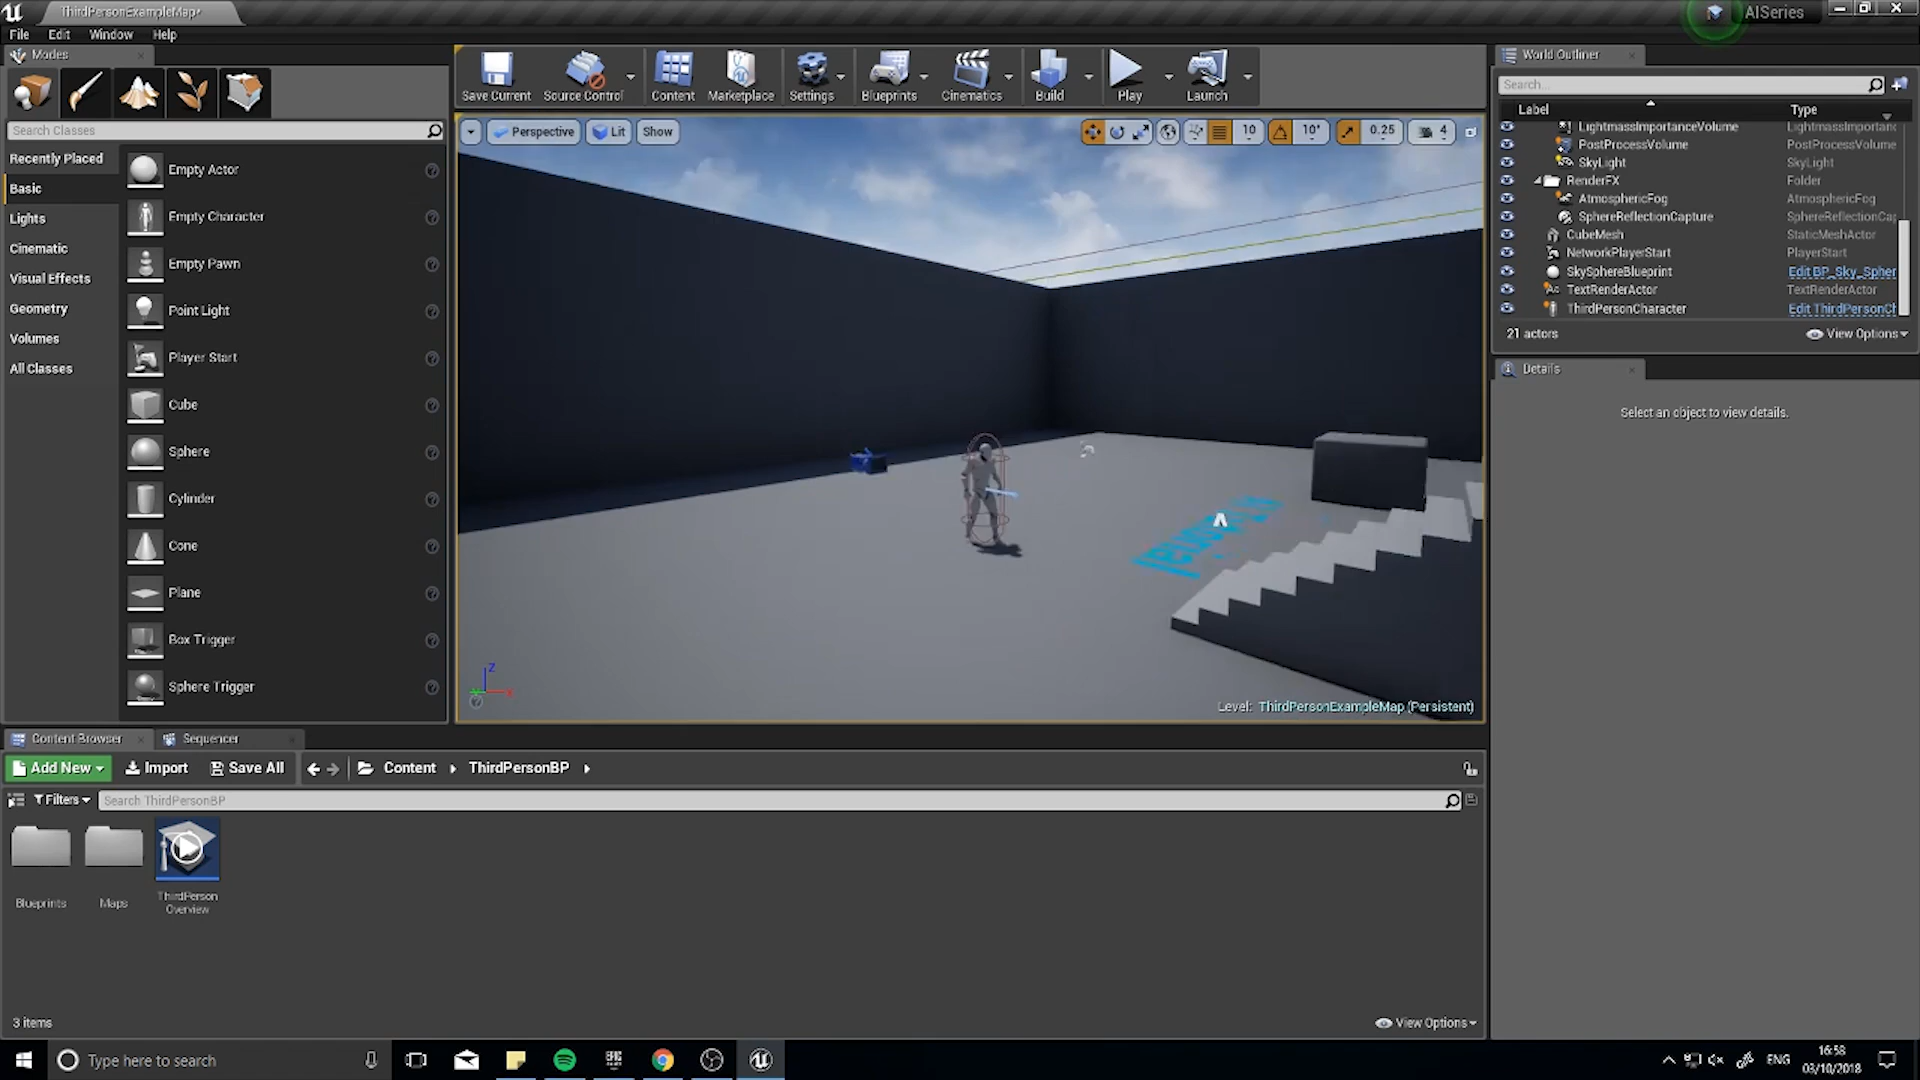 ThirdPersonExampleMap*
AISeries
File Edit Window Help
Modes
Search Classes
Recently Placed
Basic
Lights
Cinematic
Visual Effects
Geometry
Volumes
All Classes
Empty Actor
Empty Character
Empty Pawn
Point Light
Player Start
Cube
Sphere
Cylinder
Cone
Plane
Box Trigger
Sphere Trigger
Save Current Source Control Content Marketplace Settings Blueprints Cinematics Build Play Launch
Perspective Lit Show
10 10° 0.25 4
Level: ThirdPersonExampleMap (Persistent)
World Outliner
Search...
Label Type
LightmassImportanceVolume LightmassImportanc
PostProcessVolume PostProcessVolume
SkyLight SkyLight
RenderFX Folder
AtmosphericFog AtmosphericFog
SphereReflectionCapture SphereReflectionCap
CubeMesh StaticMeshActor
NetworkPlayerStart PlayerStart
SkySphereBlueprint Edit BP_Sky_Spher
TextRenderActor TextRenderActor
ThirdPersonCharacter Edit ThirdPersonCh
21 actors View Options
Details
Select an object to view details.
Content Browser Sequencer
Add New Import Save All Content ThirdPersonBP
Filters Search ThirdPersonBP
Blueprints
Maps
ThirdPerson
Overview
3 items View Options
Type here to search
EPIC
ENG
16:58
03/10/2018
Z
X